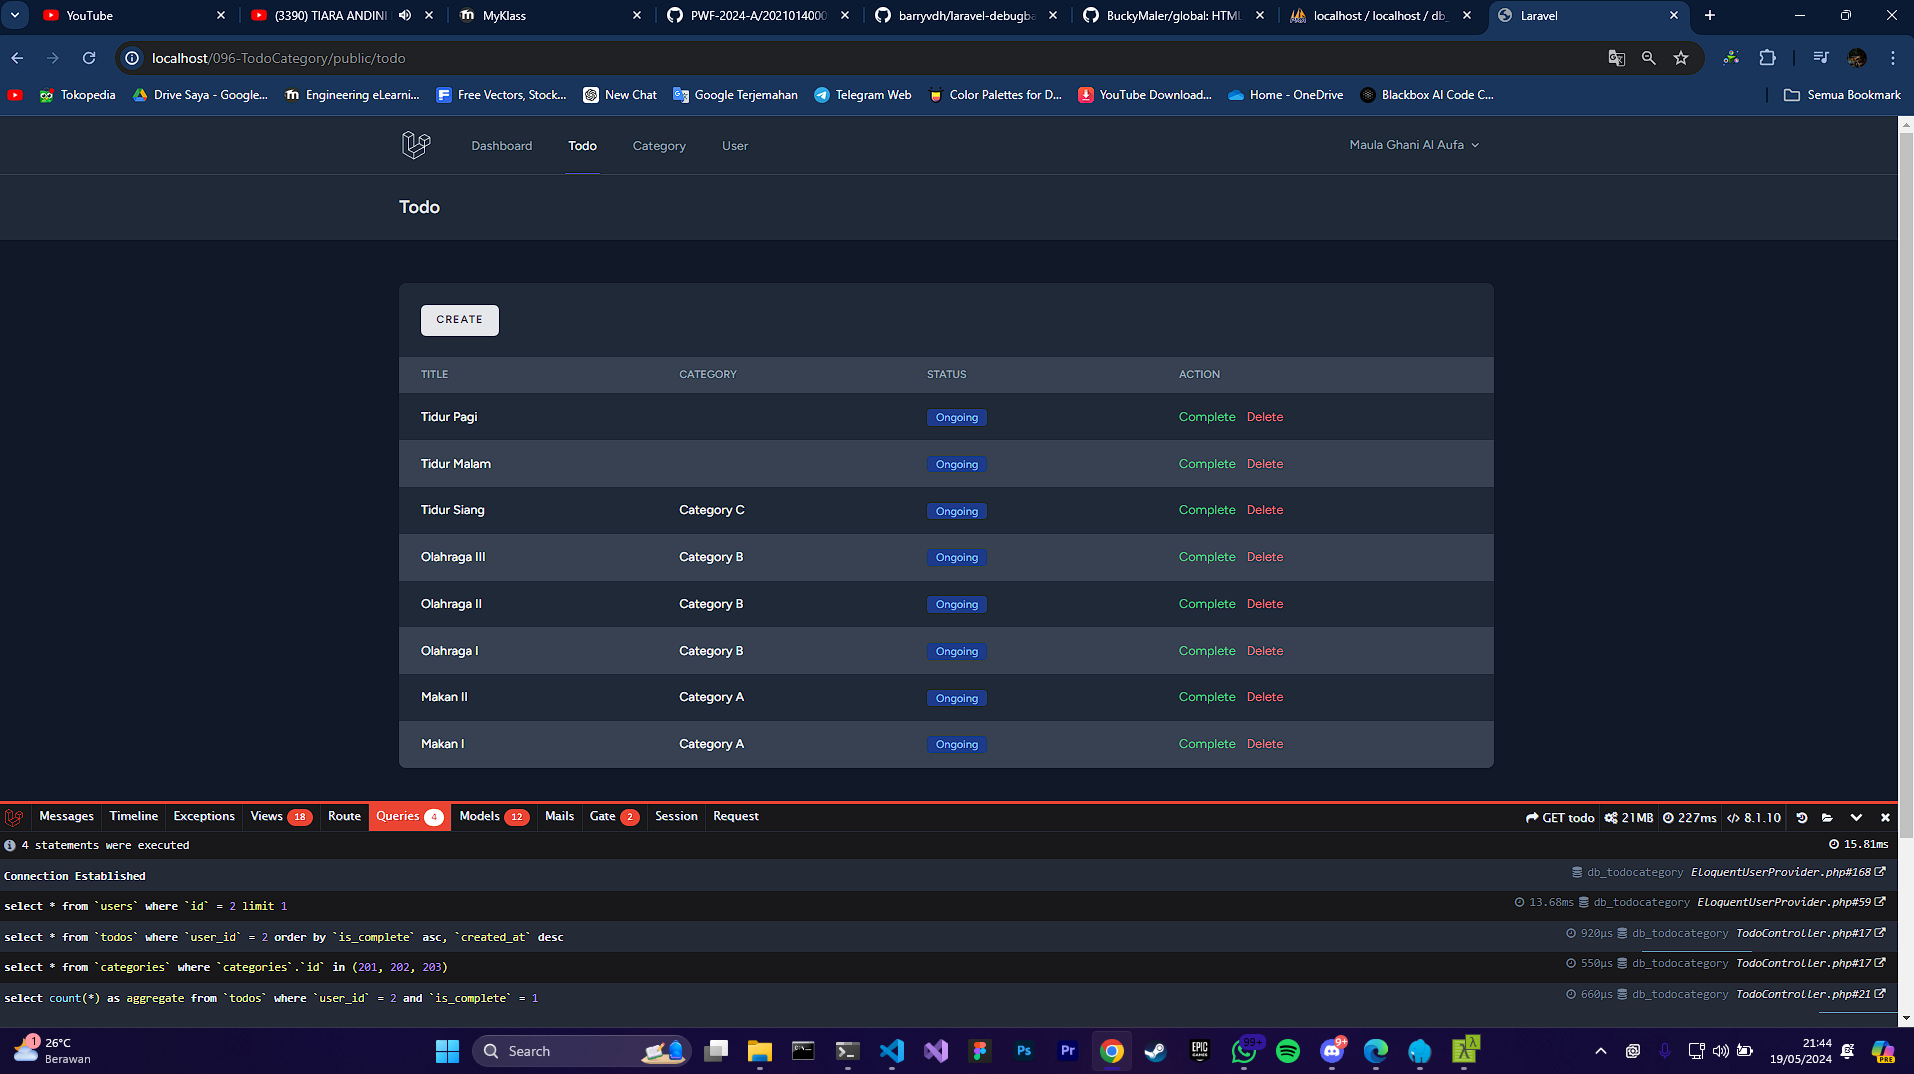 YouTube
(3390) TIARA ANDINI
MyKlass
PWF-2024-A/2021014000
barryvdh/laravel-debugba
BuckyMaler/global: HTML
localhost / localhost / db_
Laravel
localhost/096-TodoCategory/public/todo
Tokopedia
Drive Saya - Google...
Engineering eLearni...
Free Vectors, Stock...
New Chat
Google Terjemahan
Telegram Web
Color Palettes for D...
YouTube Download...
Home - OneDrive
Blackbox AI Code C...
Semua Bookmark
Dashboard Todo Category User Maula Ghani Al Aufa
Todo
CREATE
TITLE CATEGORY STATUS ACTION
Tidur Pagi Ongoing Complete Delete
Tidur Malam Ongoing Complete Delete
Tidur Siang Category C Ongoing Complete Delete
Olahraga III Category B Ongoing Complete Delete
Olahraga II Category B Ongoing Complete Delete
Olahraga I Category B Ongoing Complete Delete
Makan II Category A Ongoing Complete Delete
Makan I Category A Ongoing Complete Delete
Messages Timeline Exceptions Views 18 Route Queries 4 Models 12 Mails Gate 2 Session Request GET todo 21MB 227ms 8.1.10
4 statements were executed 15.81ms
Connection Established db_todocategory EloquentUserProvider.php#168
select * from `users` where `id` = 2 limit 1 13.68ms db_todocategory EloquentUserProvider.php#59
select * from `todos` where `user_id` = 2 order by `is_complete` asc, `created_at` desc 920μs db_todocategory TodoController.php#17
select * from `categories` where `categories`.`id` in (201, 202, 203) 550μs db_todocategory TodoController.php#17
select count(*) as aggregate from `todos` where `user_id` = 2 and `is_complete` = 1 660μs db_todocategory TodoController.php#21
1
26°C
Berawan
Search
Ps
Pr
EPIC GAMES
99+
9+
21:44
19/05/2024
PRE